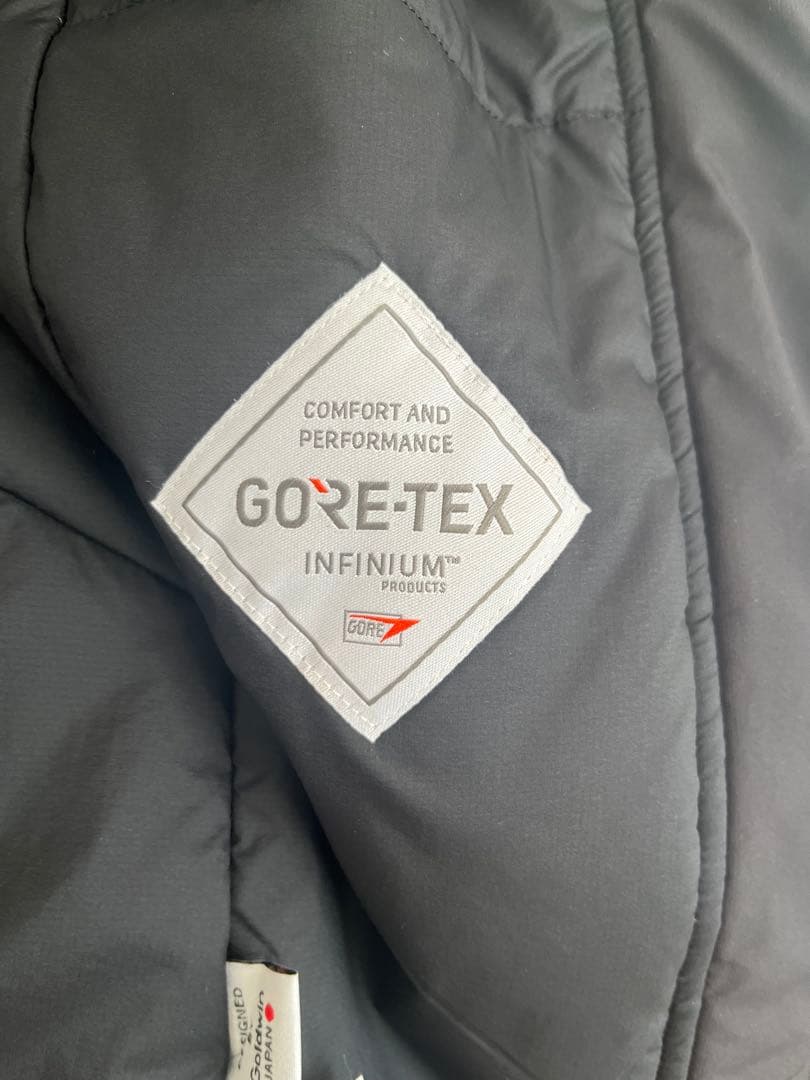 COMFORT AND
PERFORMANCE
GORE-TEX
INFINIUM™
PRODUCTS
GORE
Goldwin
JAPAN